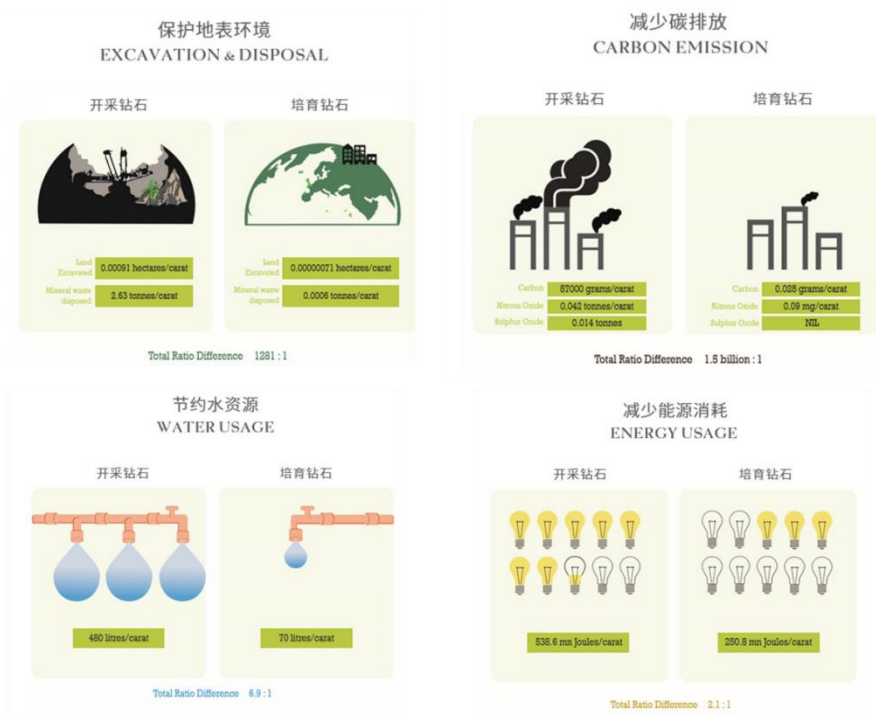 保护地表环境
EXCAVATION & DISPOSAL
开采钻石
培育钻石
Land
Excavated
0.00091 hectares/carat
Mineral waste
disposed
2.63 tonnes/carat
Land
Excavated
0.00000071 hectares/carat
Mineral waste
disposed
0.0006 tonnes/carat
Total Ratio Difference 1281 : 1
减少碳排放
CARBON EMISSION
开采钻石
培育钻石
Carbon 57000 grams/carat
Nitrous Oxide 0.042 tonnes/carat
Sulphur Oxide 0.014 tonnes
Carbon 0.028 grams/carat
Nitrous Oxide 0.09 mg/carat
Sulphur Oxide NIL
Total Ratio Difference 1.5 billion : 1
节约水资源
WATER USAGE
开采钻石
培育钻石
480 litres/carat
70 litres/carat
Total Ratio Difference 6.9 : 1
减少能源消耗
ENERGY USAGE
开采钻石
培育钻石
538.6 mn Joules/carat
250.8 mn Joules/carat
Total Ratio Difference 2.1 : 1